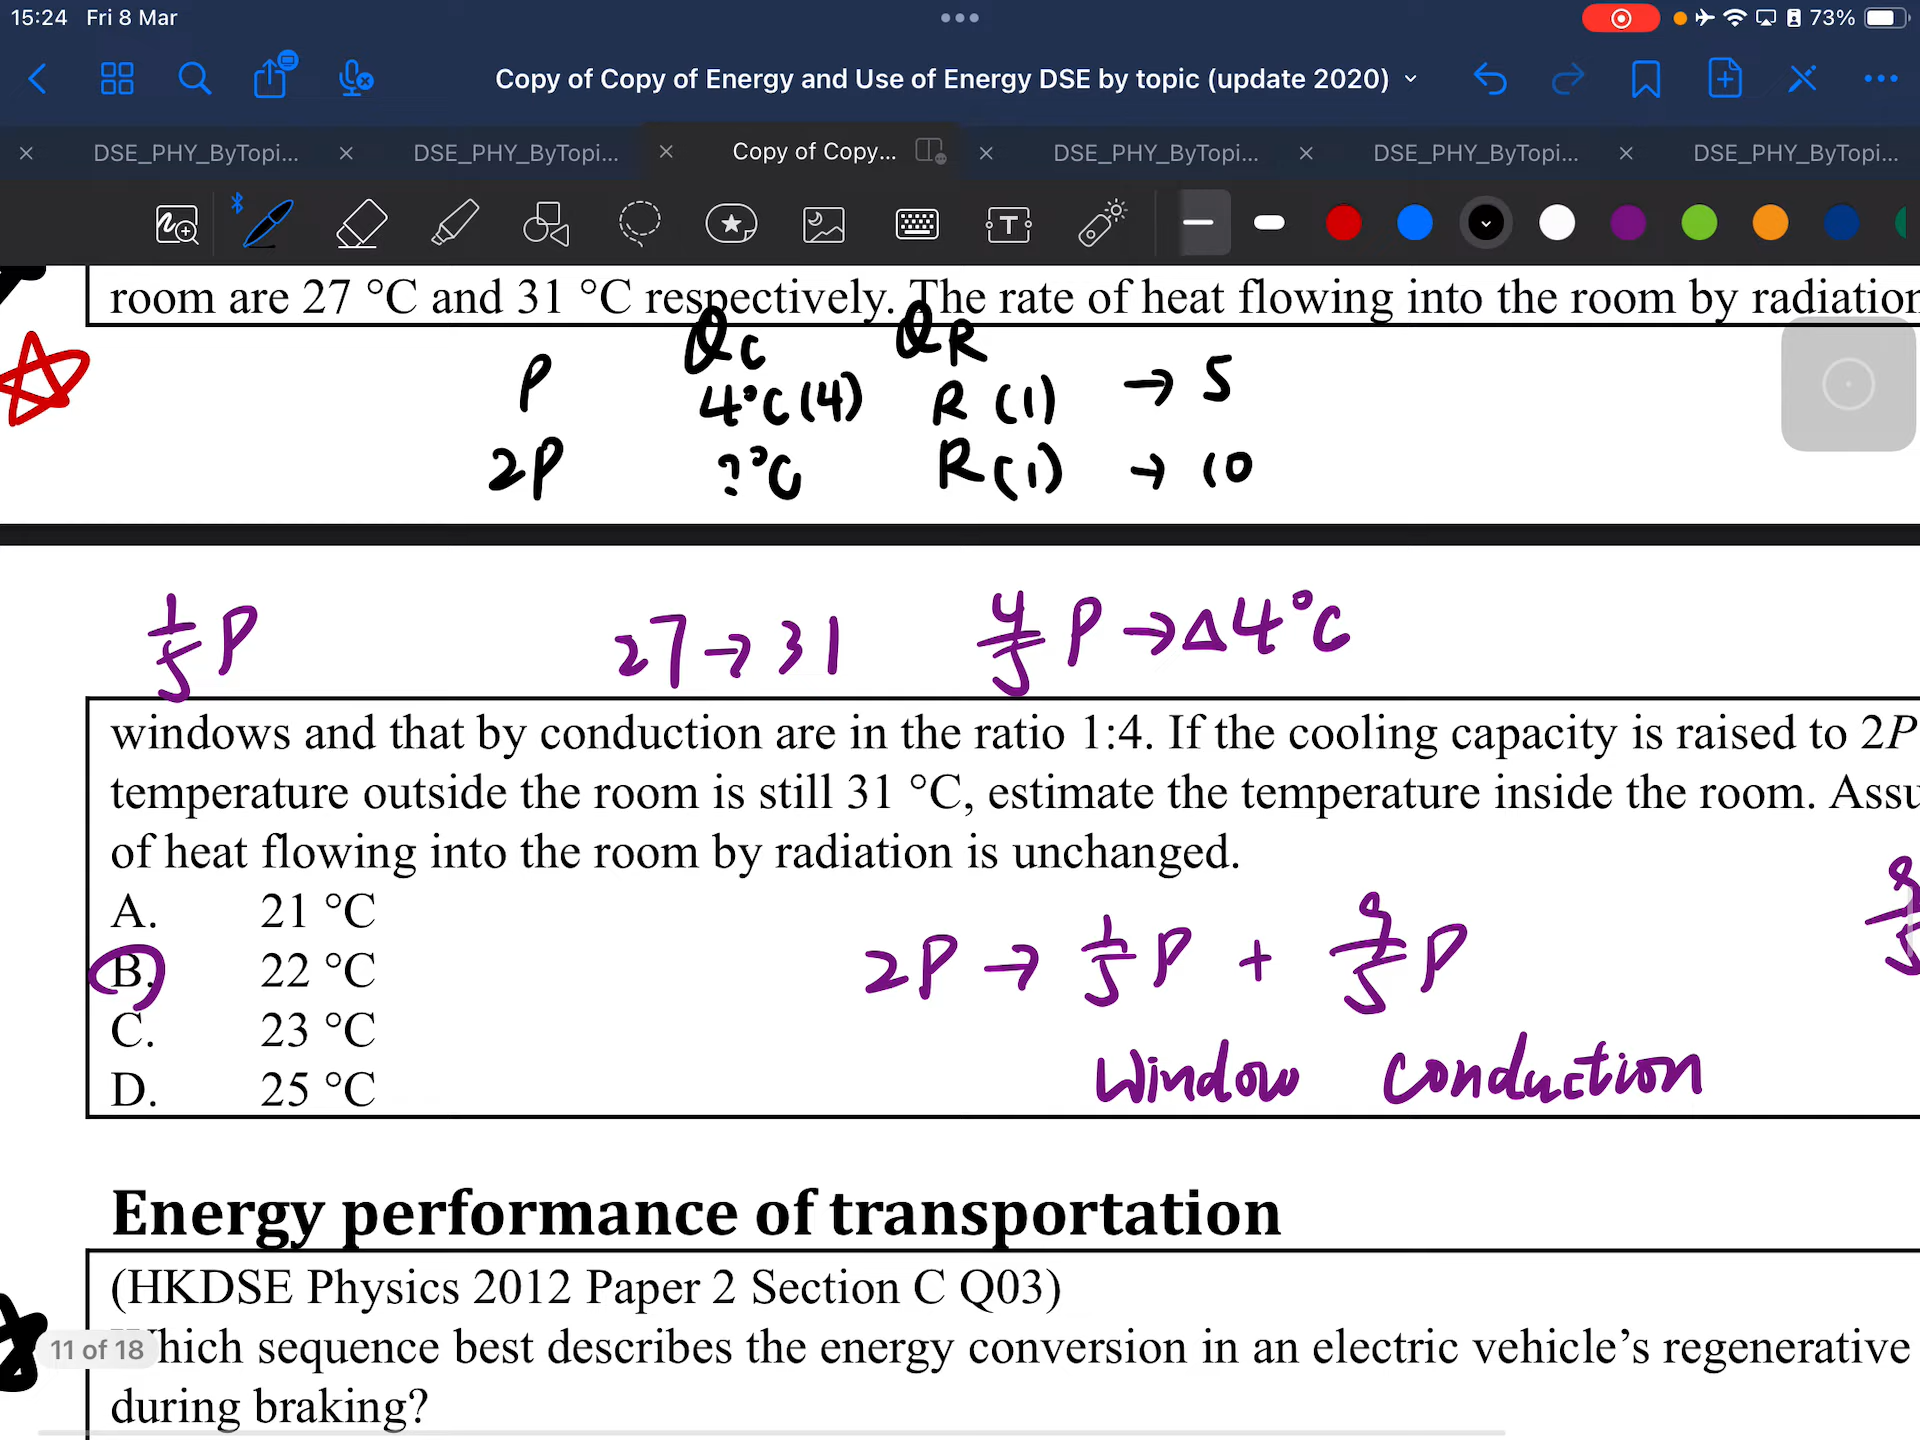 15:24 Fri 8 Mar
73%
Copy of Copy of Energy and Use of Energy DSE by topic (update 2020)
DSE_PHY_ByTopi... DSE_PHY_ByTopi... Copy of Copy... DSE_PHY_ByTopi... DSE_PHY_ByTopi... DSE_PHY_ByTopi...
room are 27 °C and 31 °C respectively. The rate of heat flowing into the room by radiation
Qc QR
P 4°C (4) R (1) → 5
2P ?°C R (1) → 10
1/5 P 27 → 31 4/5 P → Δ4°C
windows and that by conduction are in the ratio 1:4. If the cooling capacity is raised to 2P
temperature outside the room is still 31 °C, estimate the temperature inside the room. Assu
of heat flowing into the room by radiation is unchanged.
A. 21 °C
B. 22 °C
C. 23 °C
D. 25 °C
2P → 1/5 P + 9/5 P
Window Conduction
Energy performance of transportation
(HKDSE Physics 2012 Paper 2 Section C Q03)
Which sequence best describes the energy conversion in an electric vehicle’s regenerative
during braking?
11 of 18